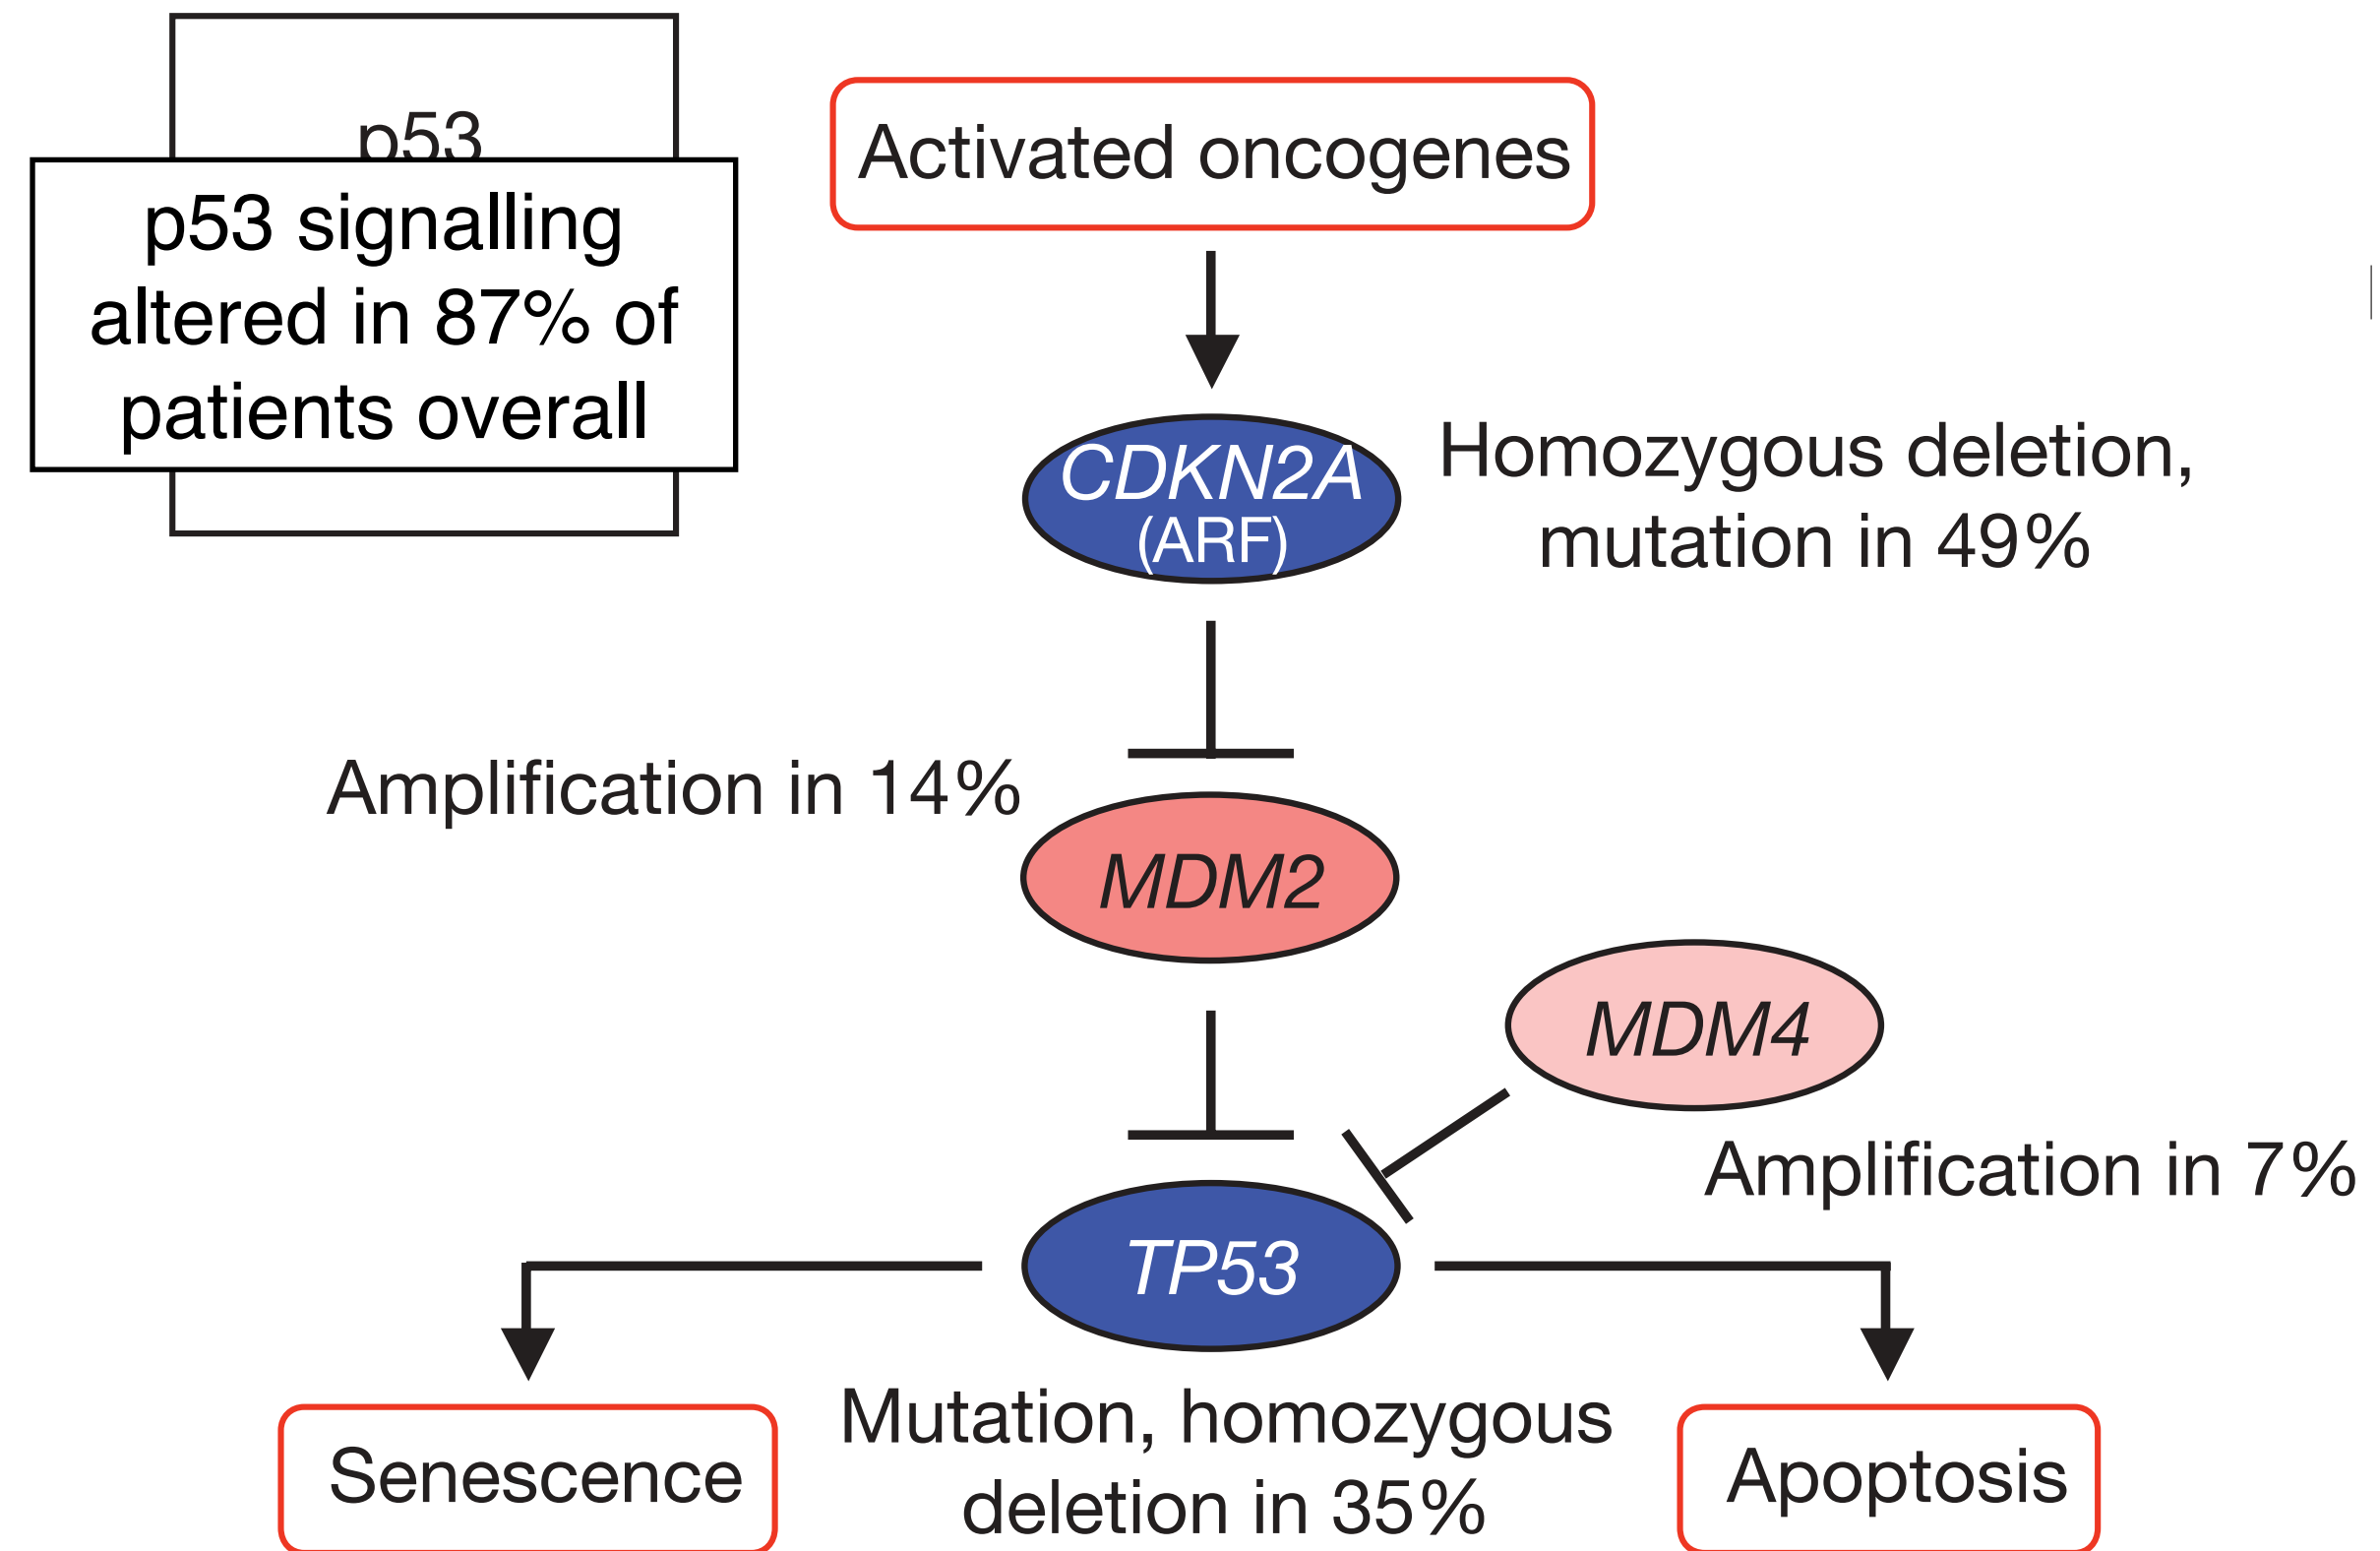 p53
p53 signalling
altered in 87% of
patients overall
Activated oncogenes
CDKN2A
(ARF)
Homozygous deletion,
mutation in 49%
Amplification in 14%
MDM2
MDM4
Amplification in 7%
TP53
Mutation, homozygous
deletion in 35%
Senescence
Apoptosis